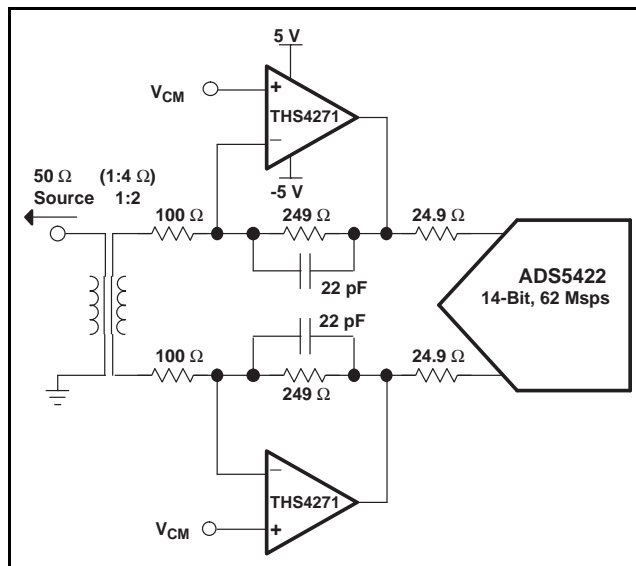 5 V
VCM
+
THS4271
−
-5 V
50 Ω
Source
(1:4 Ω)
1:2
100 Ω
249 Ω
24.9 Ω
22 pF
ADS5422
14-Bit, 62 Msps
22 pF
100 Ω
249 Ω
24.9 Ω
−
THS4271
VCM
+